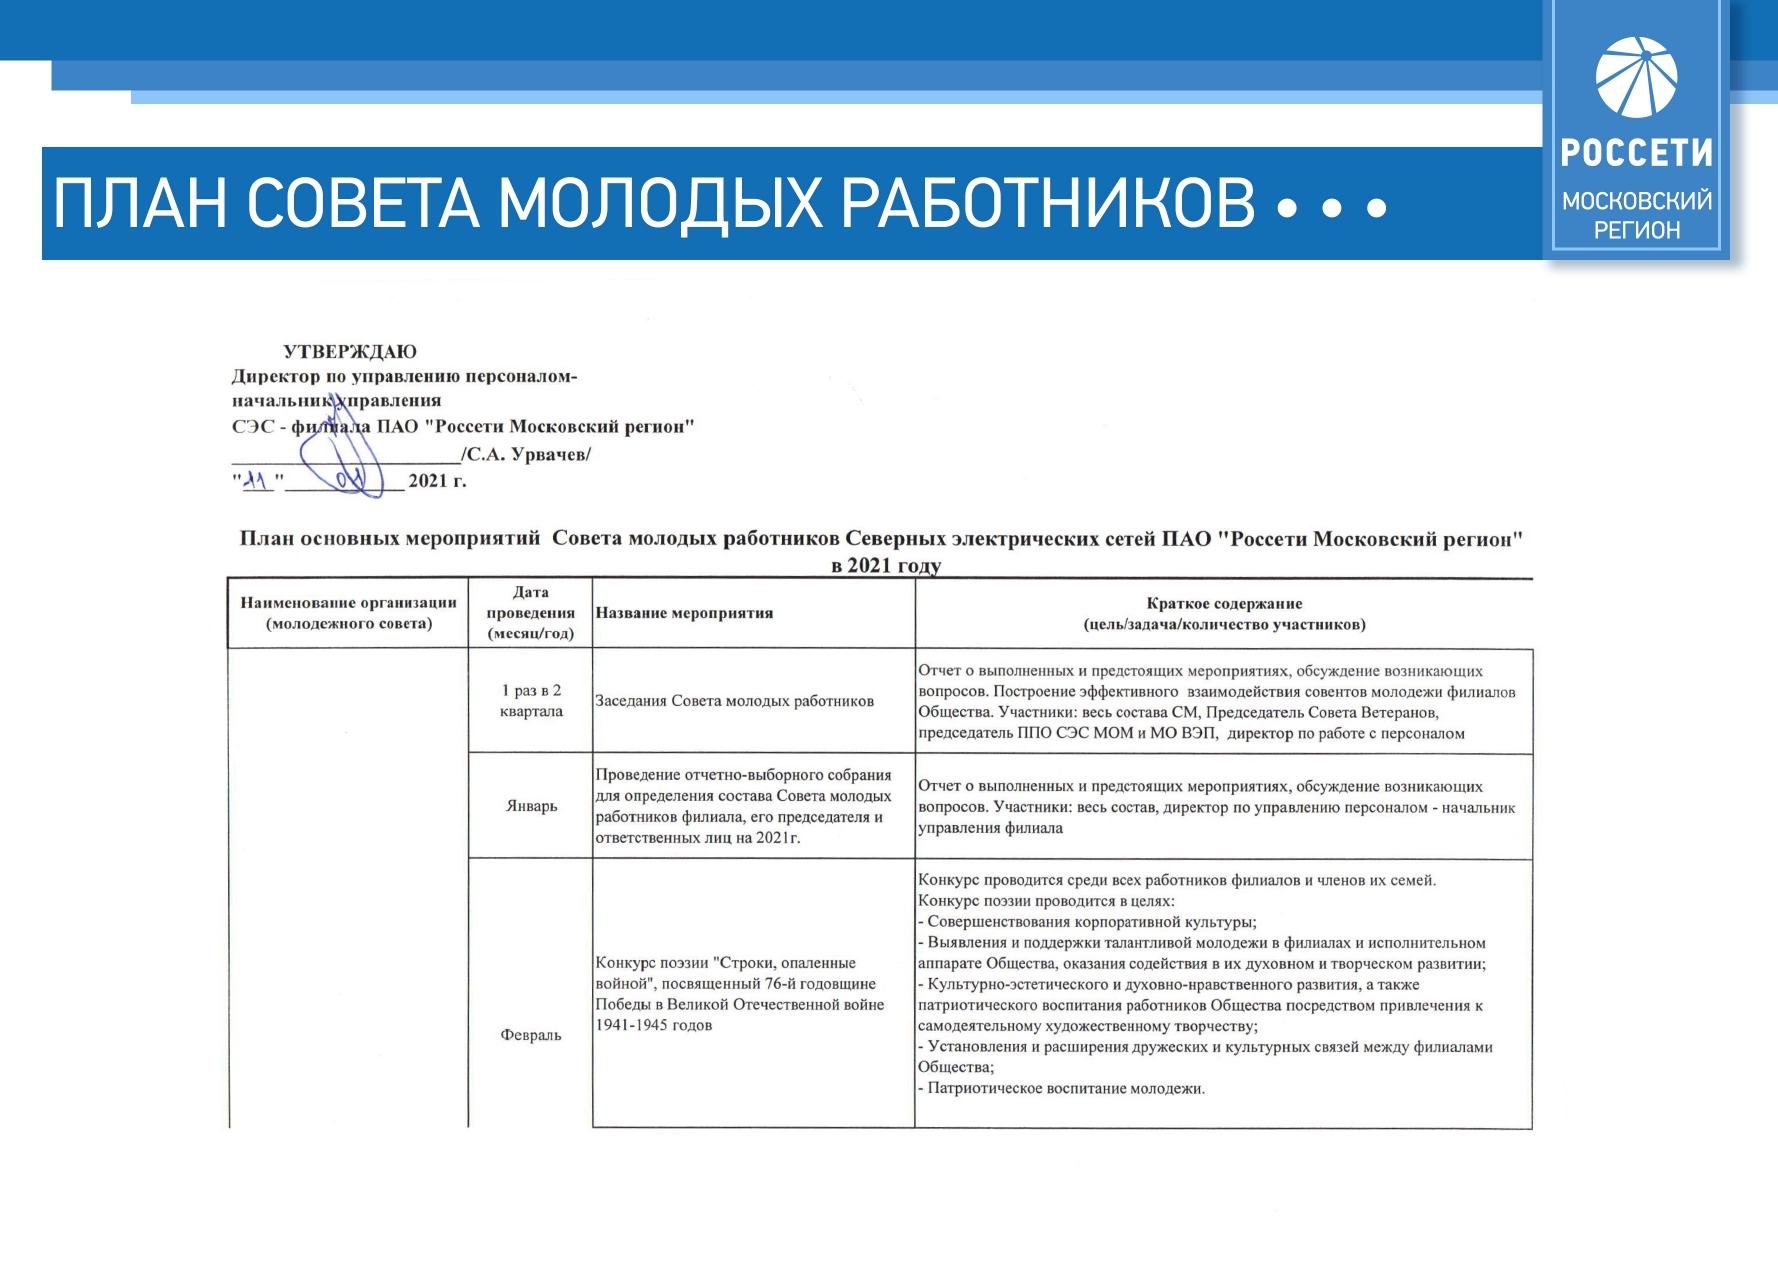 РОССЕТИ
МОСКОВСКИЙ
РЕГИОН
ПЛАН СОВЕТА МОЛОДЫХ РАБОТНИКОВ • • •
УТВЕРЖДАЮ
Директор по управлению персоналом-
начальник управления
СЭС - филиала ПАО "Россети Московский регион"
/С.А. Урвачев/
"11" 01 2021 г.
План основных мероприятий Совета молодых работников Северных электрических сетей ПАО "Россети Московский регион"
в 2021 году
Наименование организации
(молодежного совета)
Дата
проведения
(месяц/год)
Название мероприятия
Краткое содержание
(цель/задача/количество участников)
1 раз в 2
квартала
Заседания Совета молодых работников
Отчет о выполненных и предстоящих мероприятиях, обсуждение возникающих
вопросов. Построение эффективного взаимодействия совентов молодежи филиалов
Общества. Участники: весь состава СМ, Председатель Совета Ветеранов,
председатель ППО СЭС МОМ и МО ВЭП, директор по работе с персоналом
Январь
Проведение отчетно-выборного собрания
для определения состава Совета молодых
работников филиала, его председателя и
ответственных лиц на 2021г.
Отчет о выполненных и предстоящих мероприятиях, обсуждение возникающих
вопросов. Участники: весь состав, директор по управлению персоналом - начальник
управления филиала
Февраль
Конкурс поэзии "Строки, опаленные
войной", посвященный 76-й годовщине
Победы в Великой Отечественной войне
1941-1945 годов
Конкурс проводится среди всех работников филиалов и членов их семей.
Конкурс поэзии проводится в целях:
- Совершенствования корпоративной культуры;
- Выявления и поддержки талантливой молодежи в филиалах и исполнительном
аппарате Общества, оказания содействия в их духовном и творческом развитии;
- Культурно-эстетического и духовно-нравственного развития, а также
патриотического воспитания работников Общества посредством привлечения к
самодеятельному художественному творчеству;
- Установления и расширения дружеских и культурных связей между филиалами
Общества;
- Патриотическое воспитание молодежи.